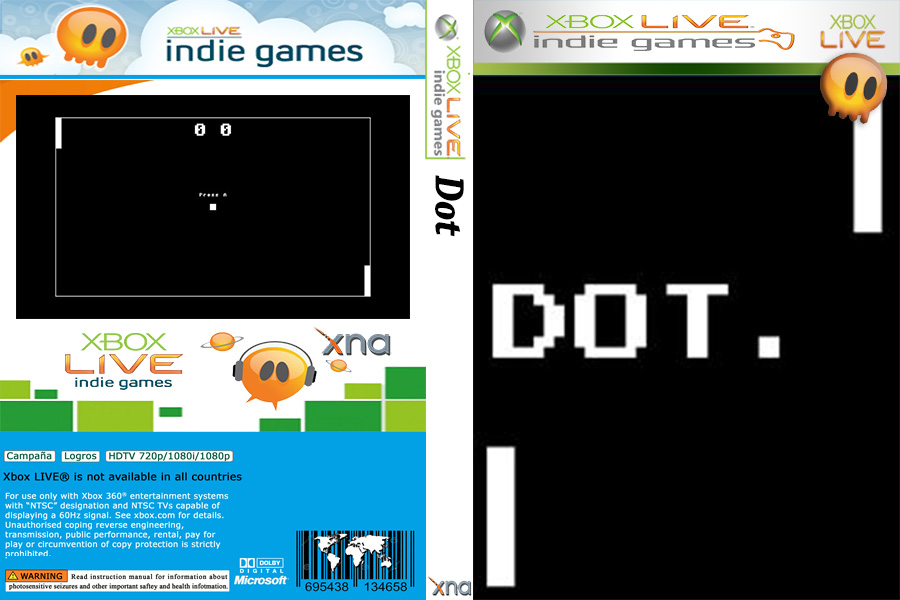 XBOX LIVE
indie games
0 0
Press A
XBOX
LIVE
indie games
xna
Campaña Logros HDTV 720p/1080i/1080p
Xbox LIVE® is not available in all countries
For use only with Xbox 360® entertainment systems
with “NTSC” designation and NTSC TVs capable of
displaying a 60Hz signal. See xbox.com for details.
Unauthorised coping reverse engineering,
transmission, public performance, rental, pay for
play or circumvention of copy protection is strictly
prohibited.
WARNING Read instruction manual for information about
photosensitive seizures and other important saftey and health infotmation.
DOLBY
DIGITAL
Microsoft®
695438 134658
XBOX LIVE
indie games
Dot
xna
XBOX LIVE
indie games
XBOX
LIVE
DOT.